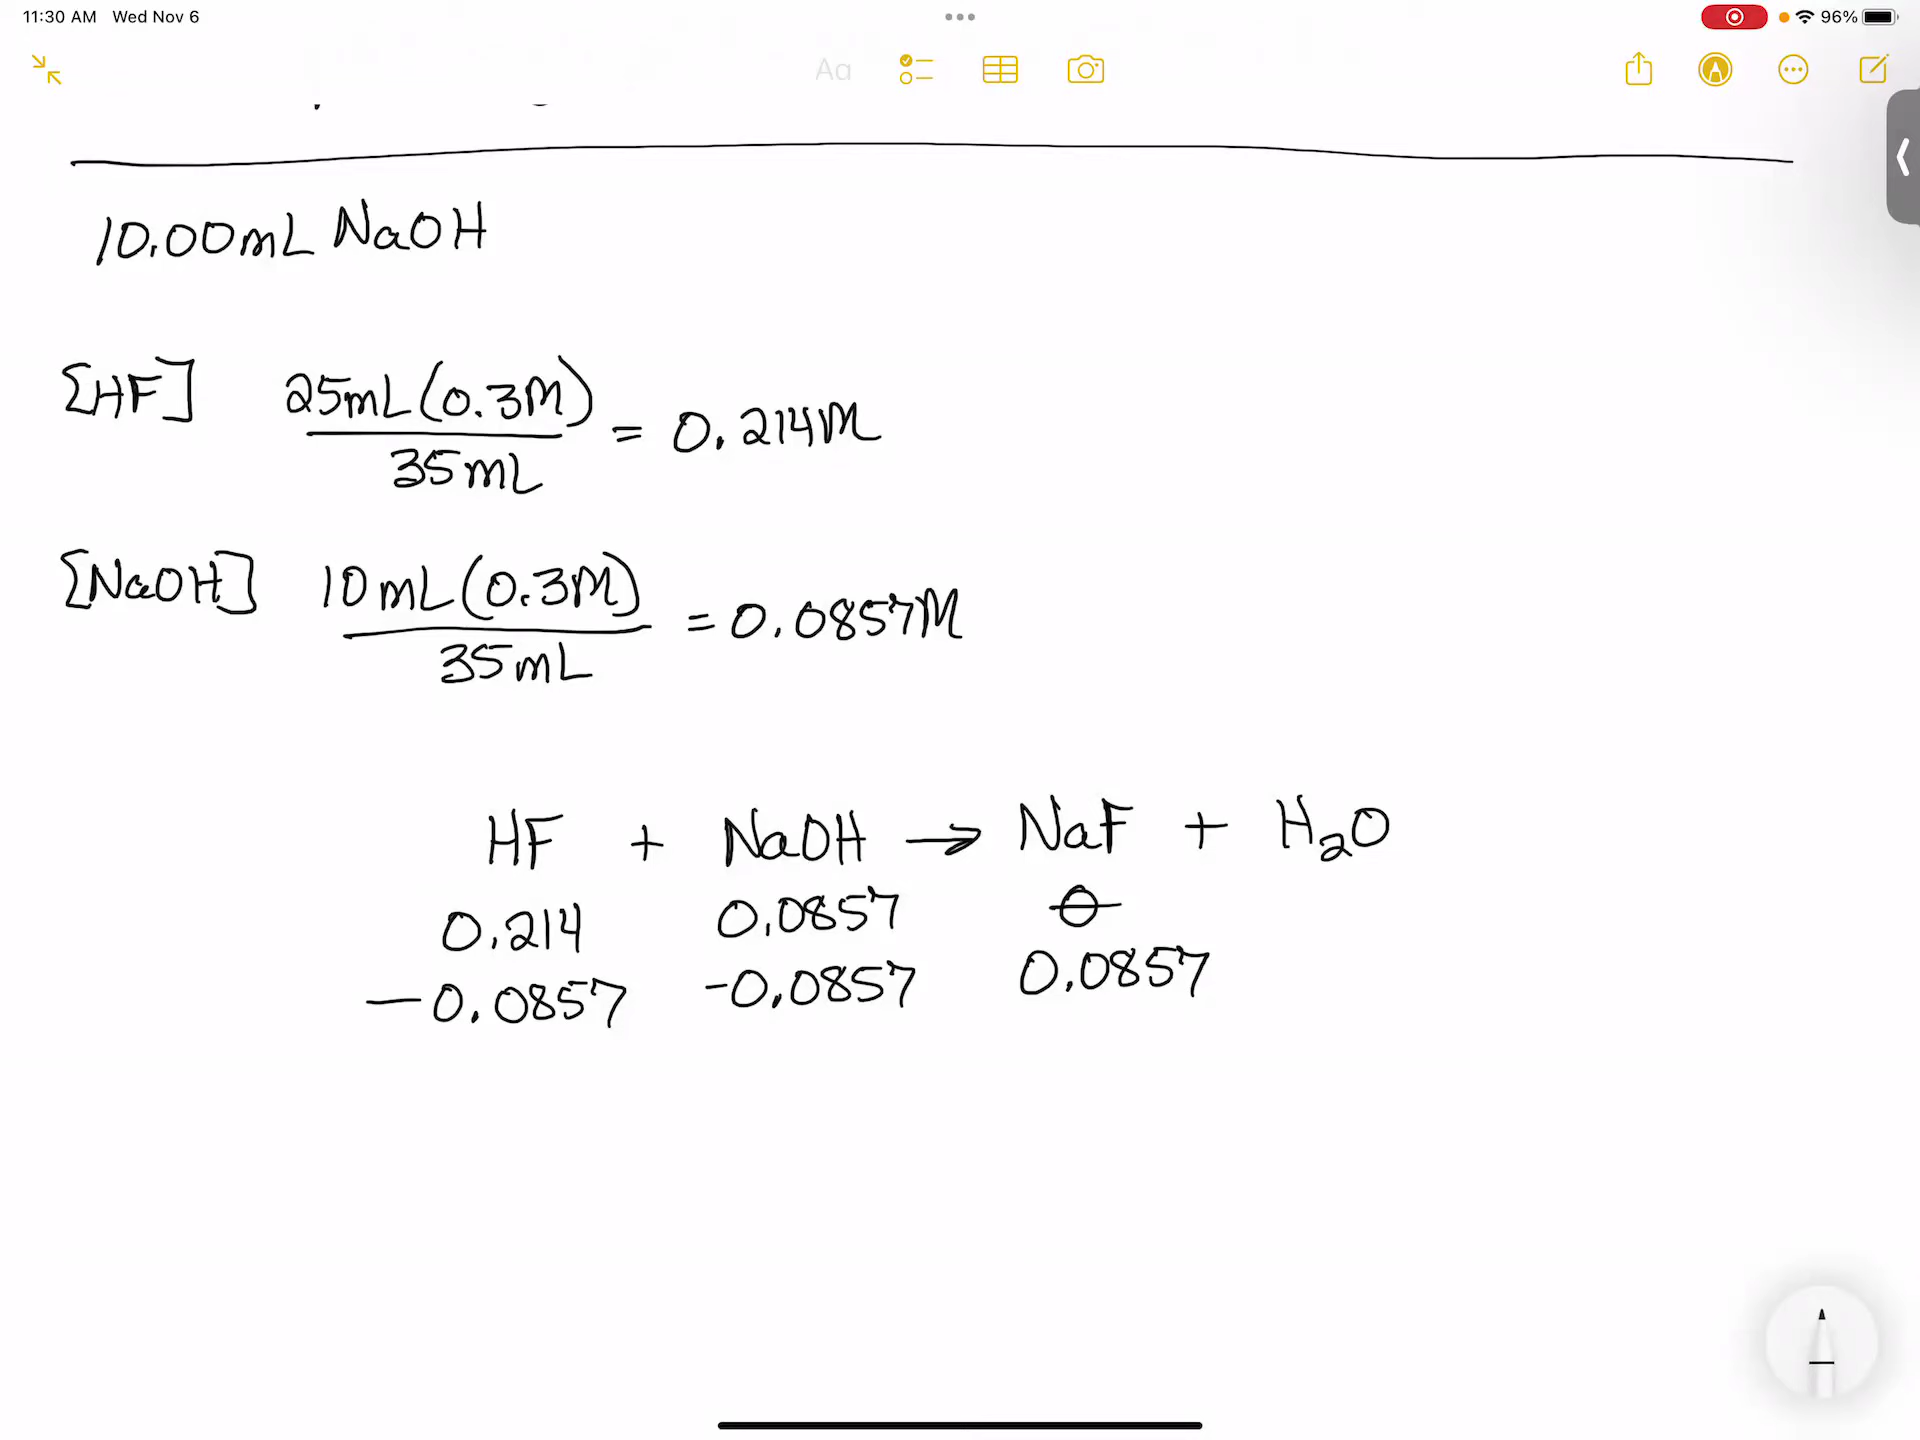 11:30 AM Wed Nov 6
96%
Aa
10.00mL NaOH
[HF] 25mL(0.3M) / 35mL = 0.214M
[NaOH] 10mL(0.3M) / 35mL = 0.0857M
HF + NaOH → NaF + H₂O
0.214 0.0857 0
-0.0857 -0.0857 0.0857